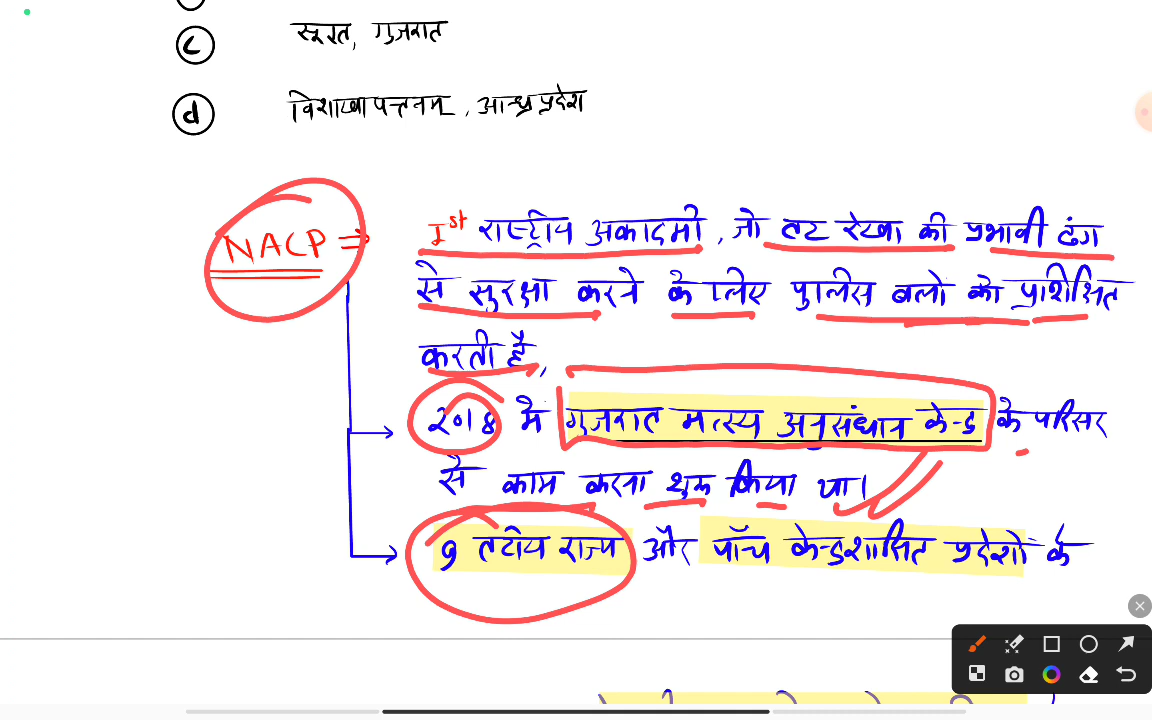 c सूरत, गुजरात
d विशाखापत्तनम, आन्ध्रप्रदेश
NACP ⇒ Ist राष्ट्रीय अकादमी, जो तट रेखा की प्रभावी ढंग
से सुरक्षा करने के लिए पुलिस बलो को प्रशिक्षित
करती है,
2018 मे गुजरात मत्स्य अनुसंधान केन्द्र के परिसर
से काम करना शुरू किया था।
9 तटीय राज्य और पाँच केन्द्रशासित प्रदेशो के